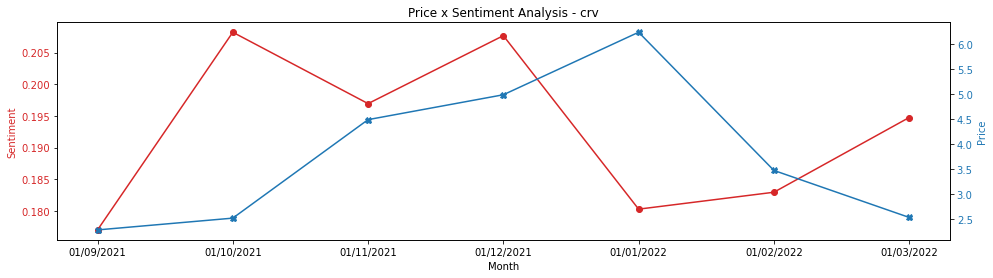 Price x Sentiment Analysis - crv
Sentiment
0.205
0.200
0.195
0.190
0.185
0.180
6.0
5.5
5.0
4.5
4.0
3.5
3.0
2.5
Price
01/09/2021 01/10/2021 01/11/2021 01/12/2021 01/01/2022 01/02/2022 01/03/2022
Month